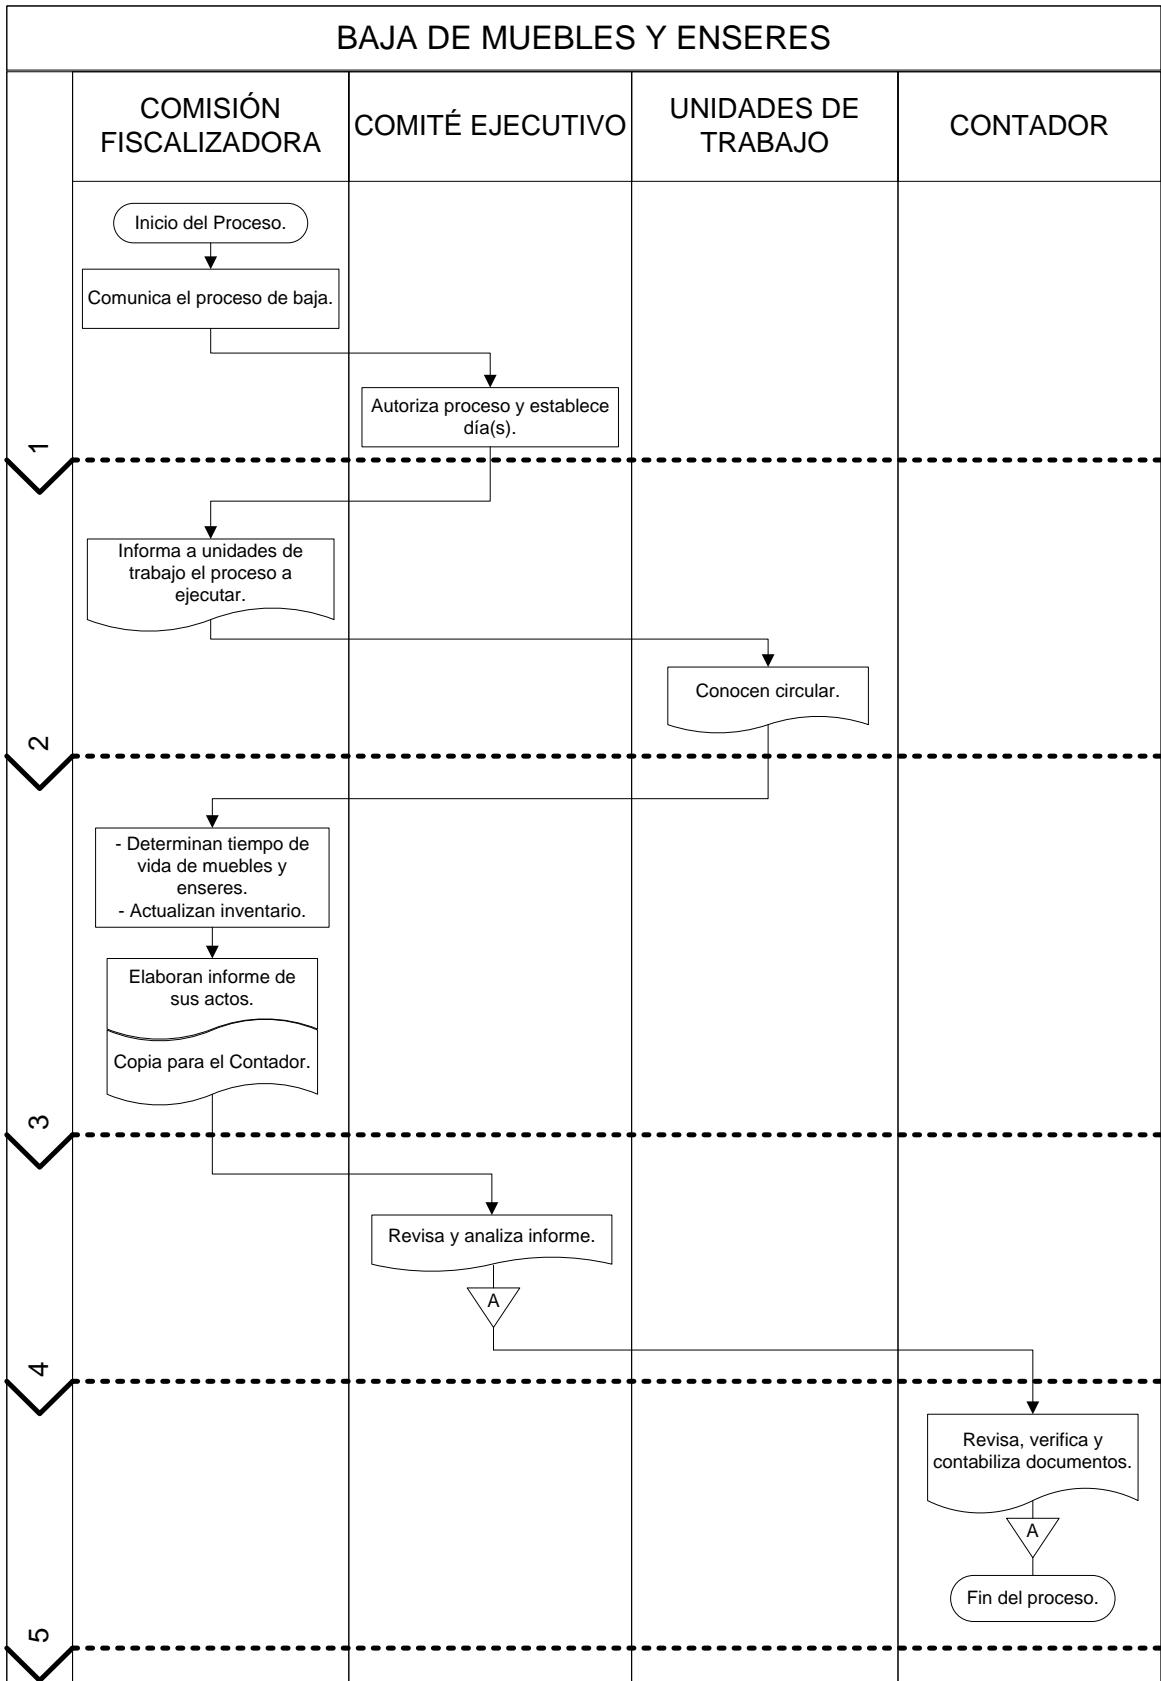 BAJA DE MUEBLES Y ENSERES
COMISIÓN
FISCALIZADORA
COMITÉ EJECUTIVO
UNIDADES DE
TRABAJO
CONTADOR
Inicio del Proceso.
Comunica el proceso de baja.
Autoriza proceso y establece
día(s).
1
Informa a unidades de
trabajo el proceso a
ejecutar.
Conocen circular.
2
- Determinan tiempo de
vida de muebles y
enseres.
- Actualizan inventario.
Elaboran informe de
sus actos.
Copia para el Contador.
3
Revisa y analiza informe.
A
4
Revisa, verifica y
contabiliza documentos.
A
Fin del proceso.
5